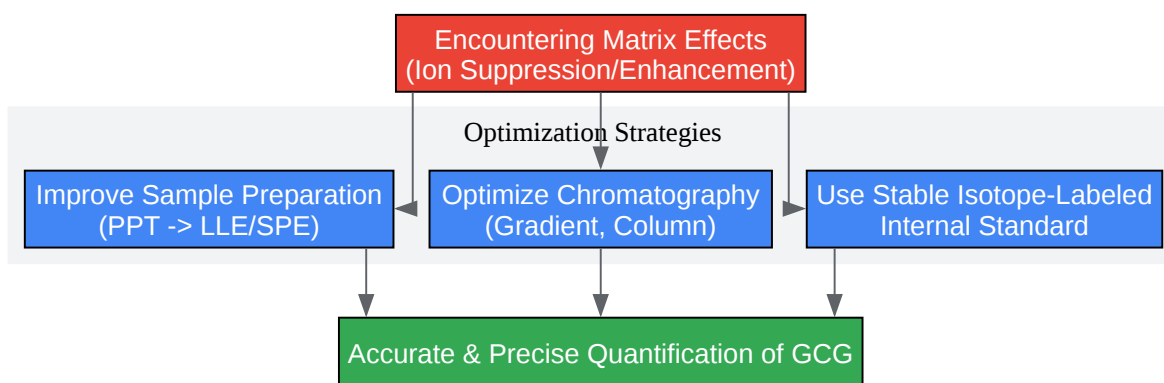 Encountering Matrix Effects
(Ion Suppression/Enhancement)
Optimization Strategies
Improve Sample Preparation
(PPT -> LLE/SPE)
Optimize Chromatography
(Gradient, Column)
Use Stable Isotope-Labeled
Internal Standard
Accurate & Precise Quantification of GCG